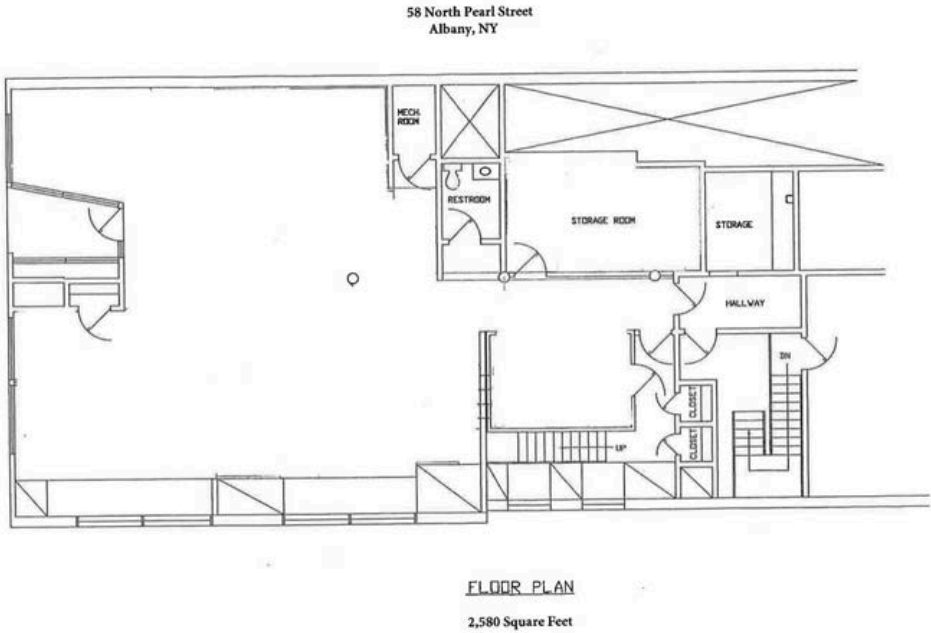 58 North Pearl Street
Albany, NY
MECH.
ROOM
RESTROOM
STORAGE ROOM
STORAGE
HALLWAY
DN
CLOSET
CLOSET
UP
FLOOR PLAN
2,580 Square Feet